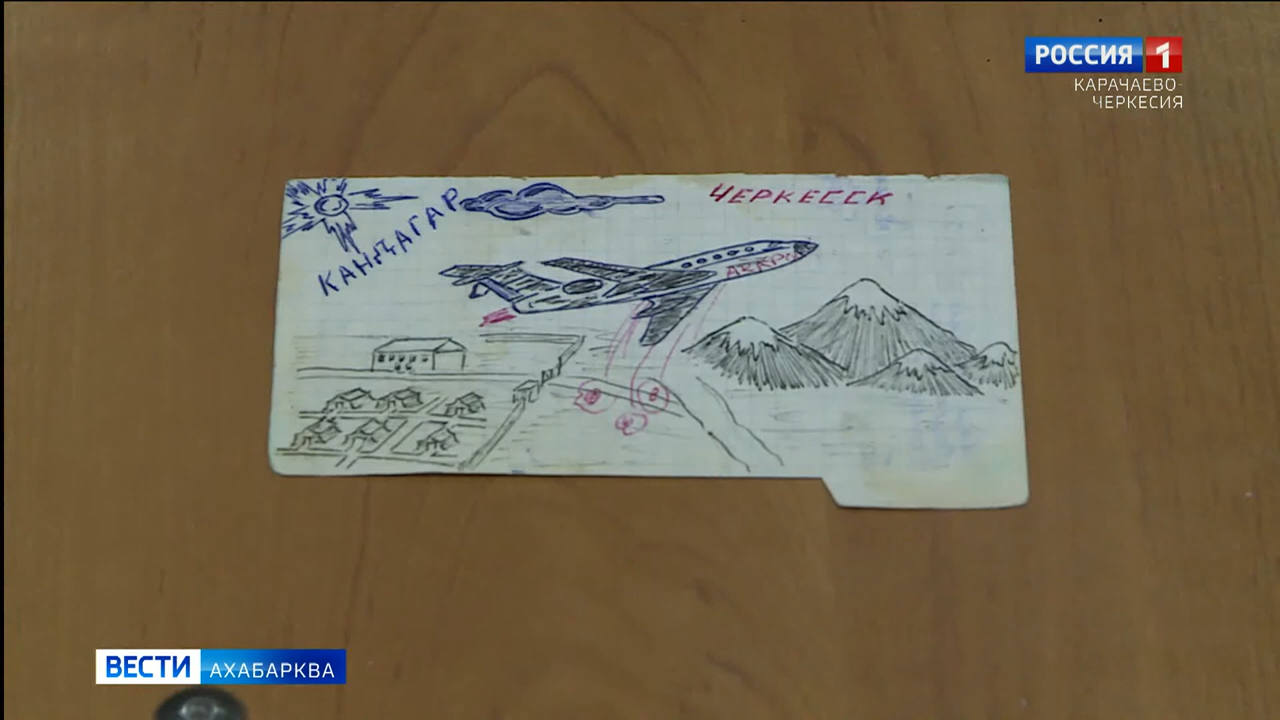 РОССИЯ 1
КАРАЧАЕВО-
ЧЕРКЕСИЯ
ЧЕРКЕССК
КАНДАГАР
ВЕСТИ АХАБАРКВА